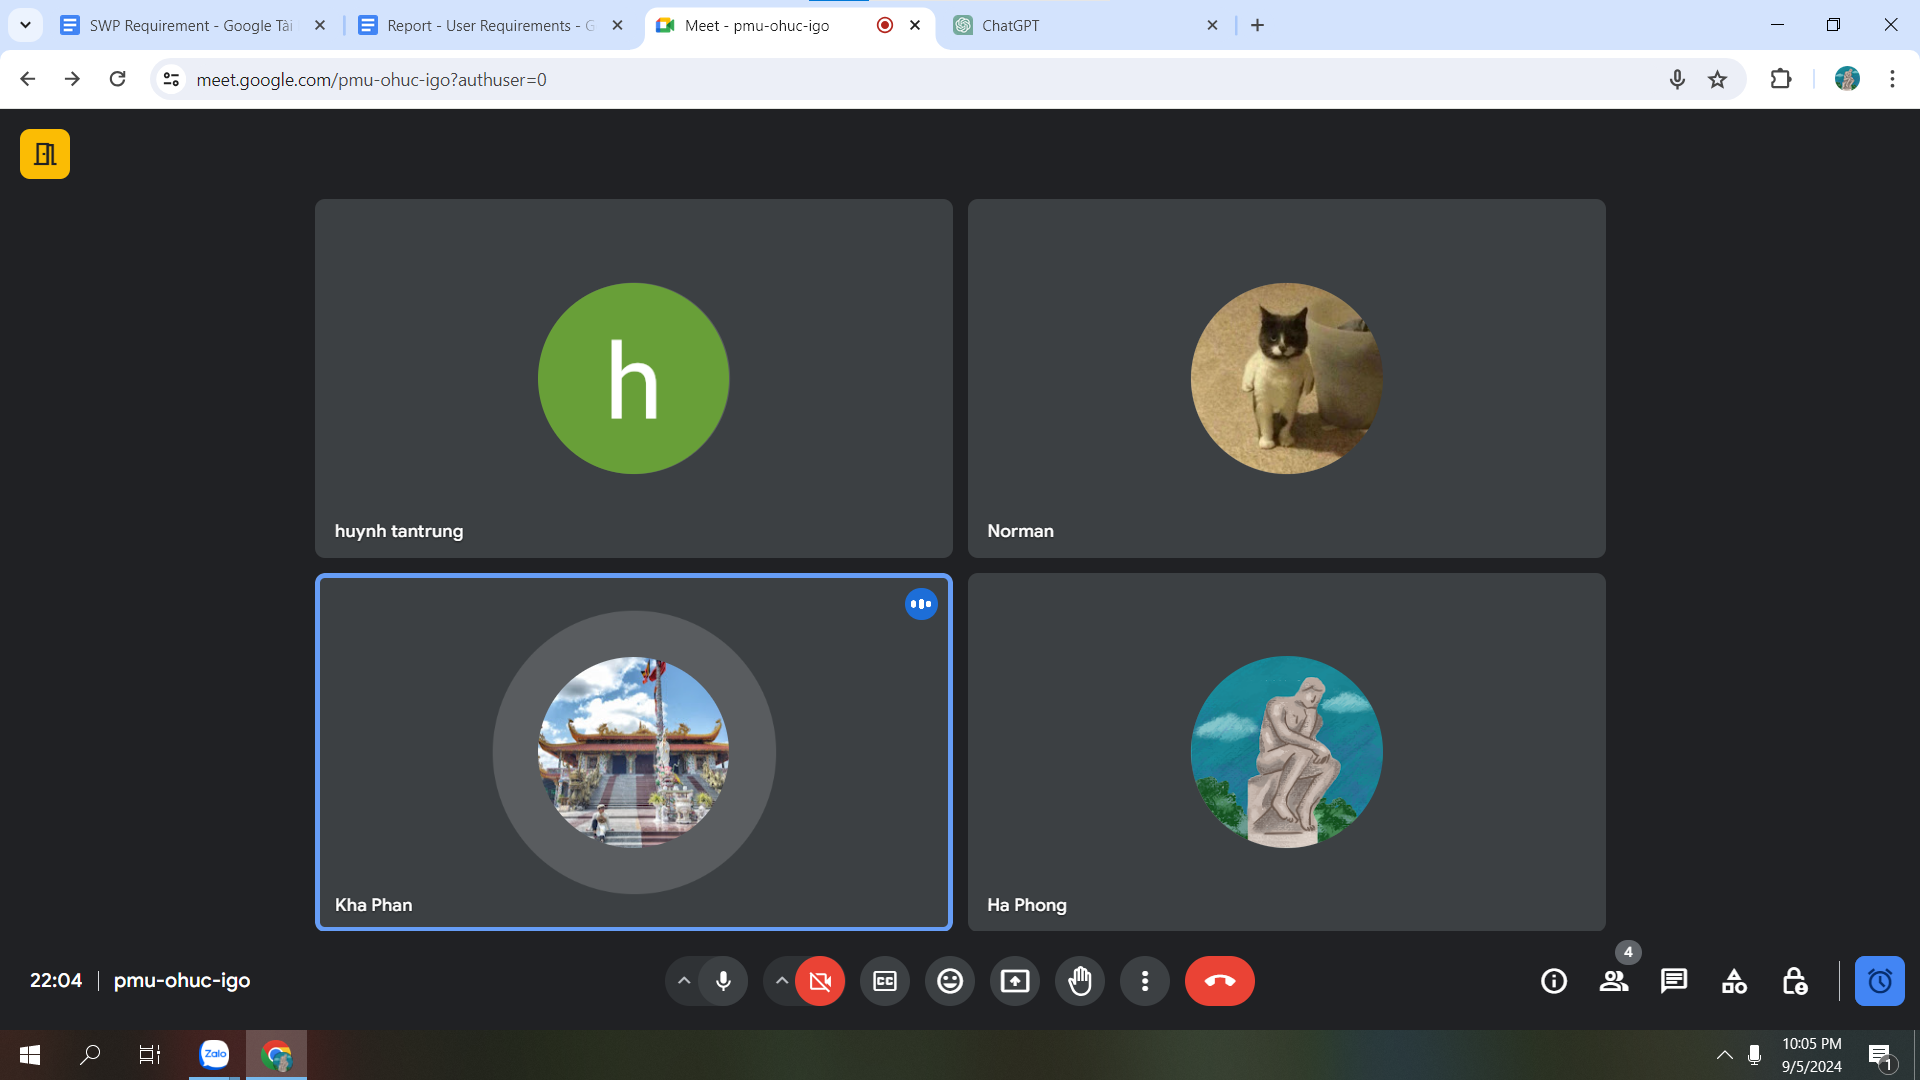 SWP Requirement - Google Tài
Report - User Requirements - G
Meet - pmu-ohuc-igo
ChatGPT
meet.google.com/pmu-ohuc-igo?authuser=0
h
huynh tantrung
Norman
Kha Phan
Ha Phong
22:04
pmu-ohuc-igo
CC
4
Zalo
10:05 PM
9/5/2024
1